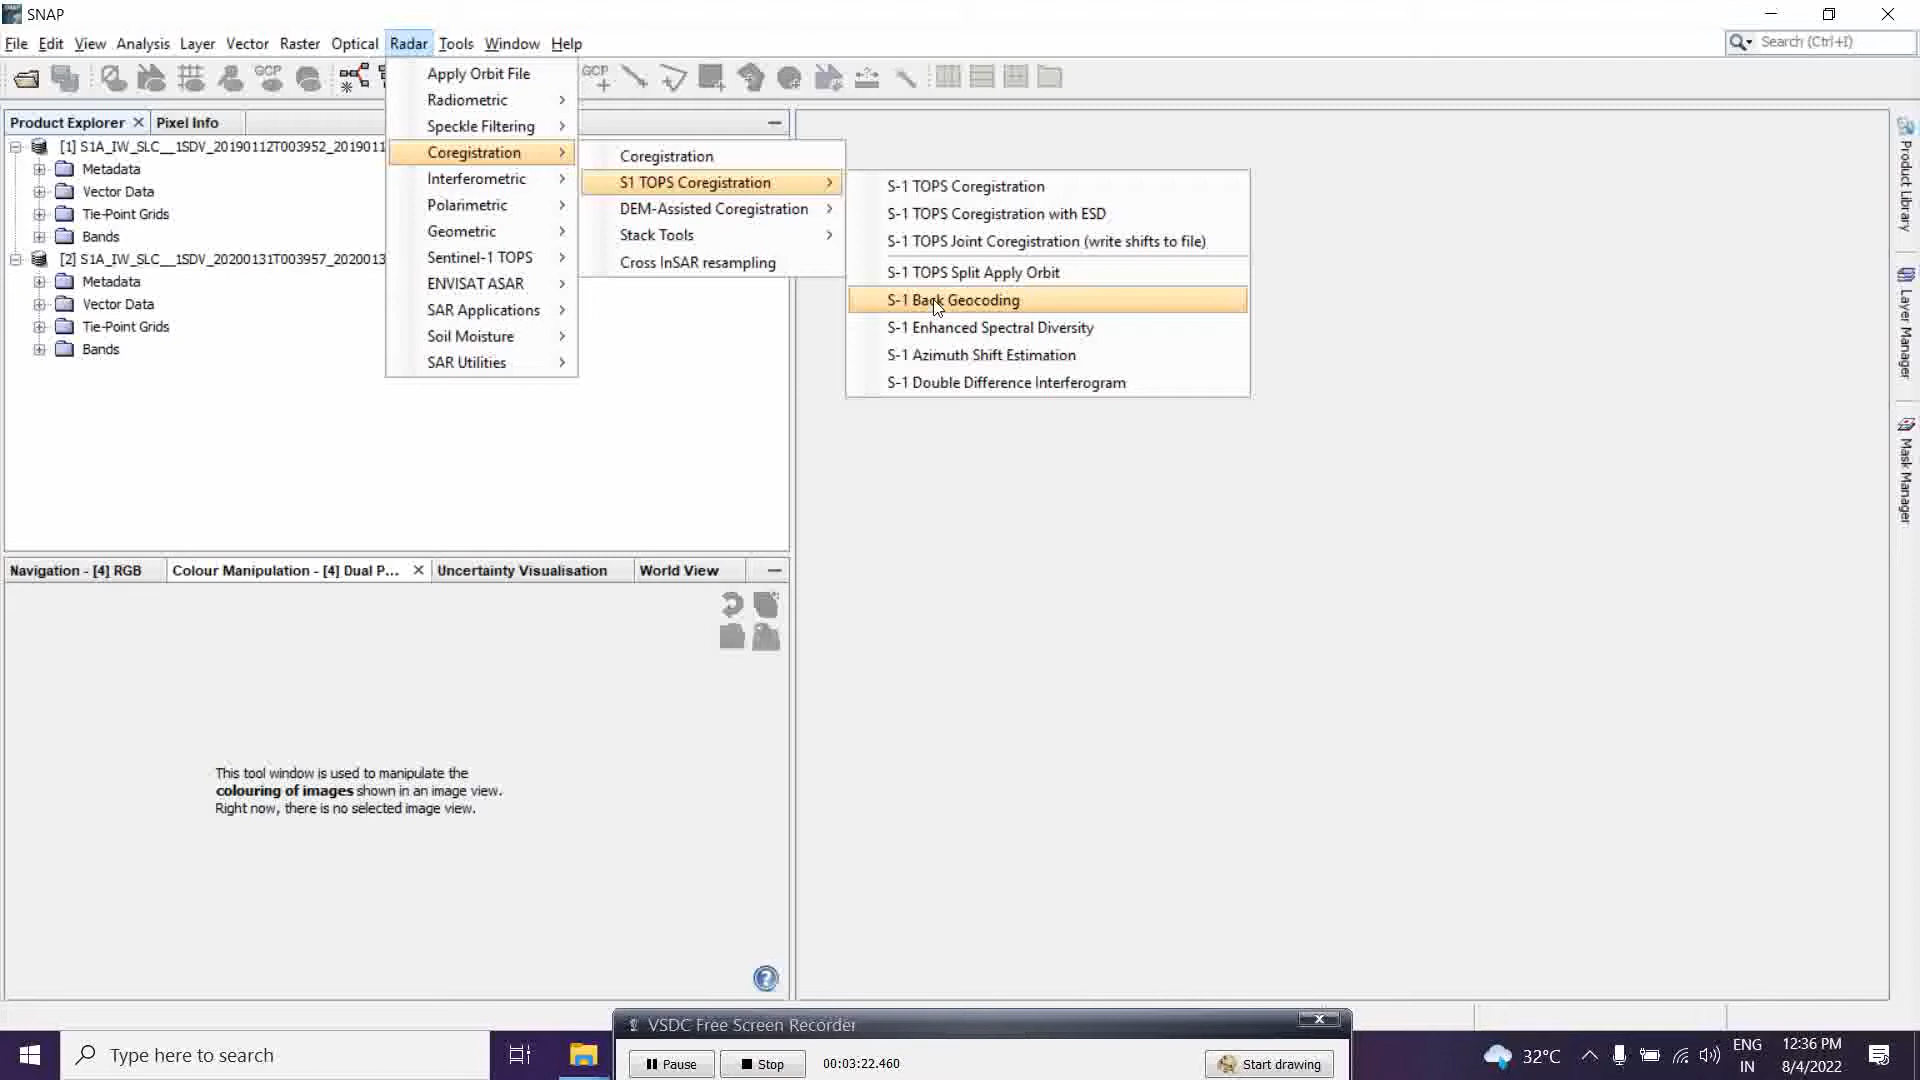 SNAP
File Edit View Analysis Layer Vector Raster Optical Radar Tools Window Help
Search (Ctrl+I)
GCP
GCP
Apply Orbit File
Radiometric
Speckle Filtering
Coregistration
Interferometric
Polarimetric
Geometric
Sentinel-1 TOPS
ENVISAT ASAR
SAR Applications
Soil Moisture
SAR Utilities
Coregistration
S1 TOPS Coregistration
DEM-Assisted Coregistration
Stack Tools
Cross InSAR resampling
S-1 TOPS Coregistration
S-1 TOPS Coregistration with ESD
S-1 TOPS Joint Coregistration (write shifts to file)
S-1 TOPS Split Apply Orbit
S-1 Back Geocoding
S-1 Enhanced Spectral Diversity
S-1 Azimuth Shift Estimation
S-1 Double Difference Interferogram
Product Explorer Pixel Info
[1] S1A_IW_SLC__1SDV_20190112T003952_201901
Metadata
Vector Data
Tie-Point Grids
Bands
[2] S1A_IW_SLC__1SDV_20200131T003957_202001
Metadata
Vector Data
Tie-Point Grids
Bands
Product Library
Layer Manager
Mask Manager
Navigation - [4] RGB Colour Manipulation - [4] Dual P... Uncertainty Visualisation World View
This tool window is used to manipulate the
colouring of images shown in an image view.
Right now, there is no selected image view.
VSDC Free Screen Recorder
Pause Stop 00:03:22.460 Start drawing
Type here to search
32°C
ENG
IN
12:36 PM
8/4/2022